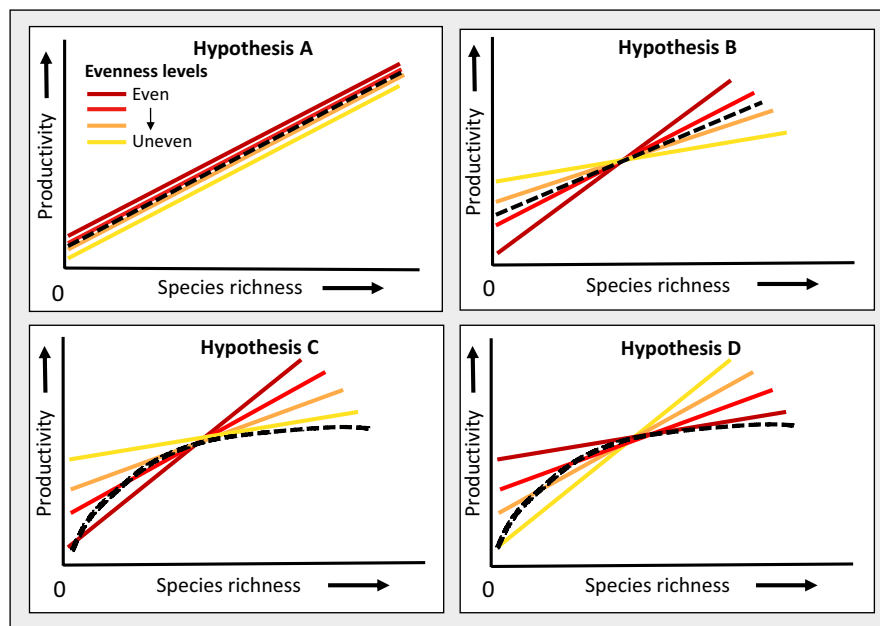 Hypothesis A
Evenness levels
Even
Uneven
Productivity
0
Species richness
Hypothesis B
Productivity
0
Species richness
Hypothesis C
Productivity
0
Species richness
Hypothesis D
Productivity
0
Species richness